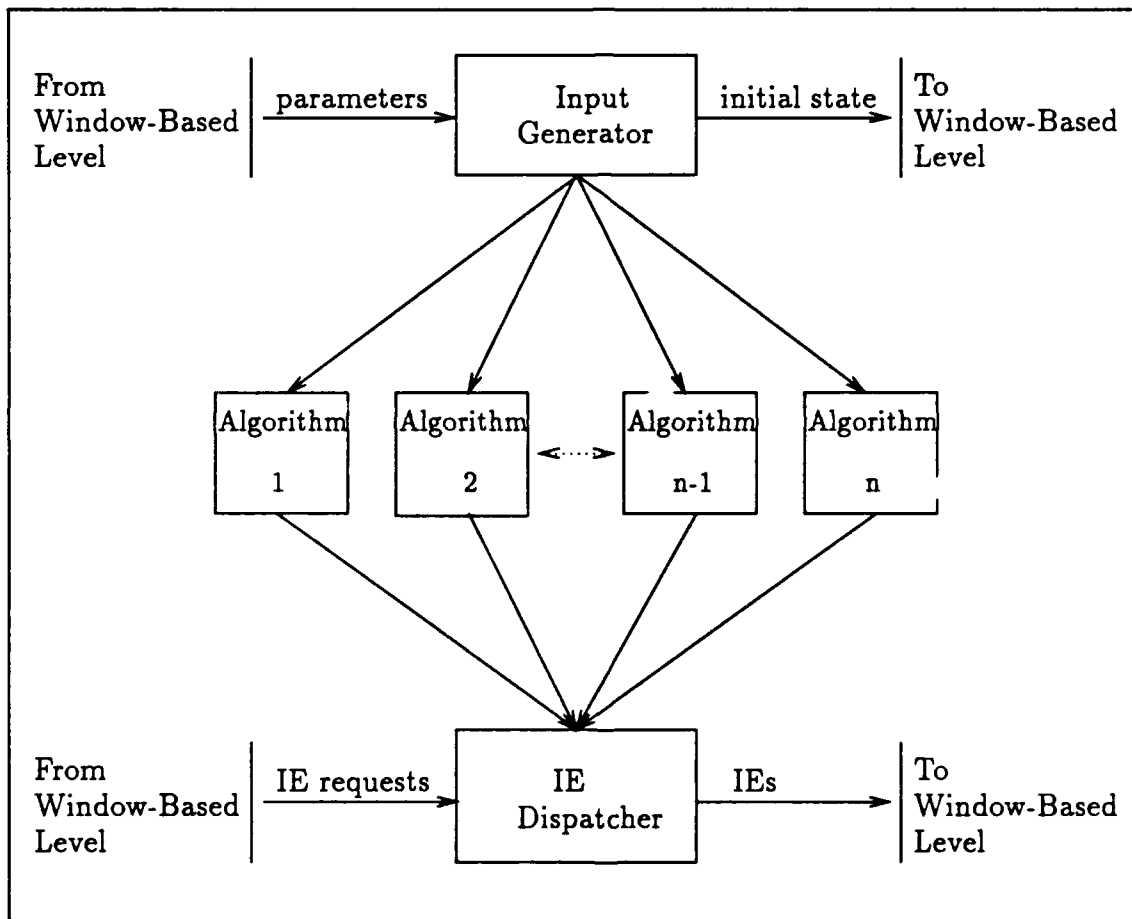 From
Window-Based
Level
parameters
Input
Generator
initial state
To
Window-Based
Level
Algorithm
1
Algorithm
2
Algorithm
n-1
Algorithm
n
From
Window-Based
Level
IE requests
IE
Dispatcher
IEs
To
Window-Based
Level